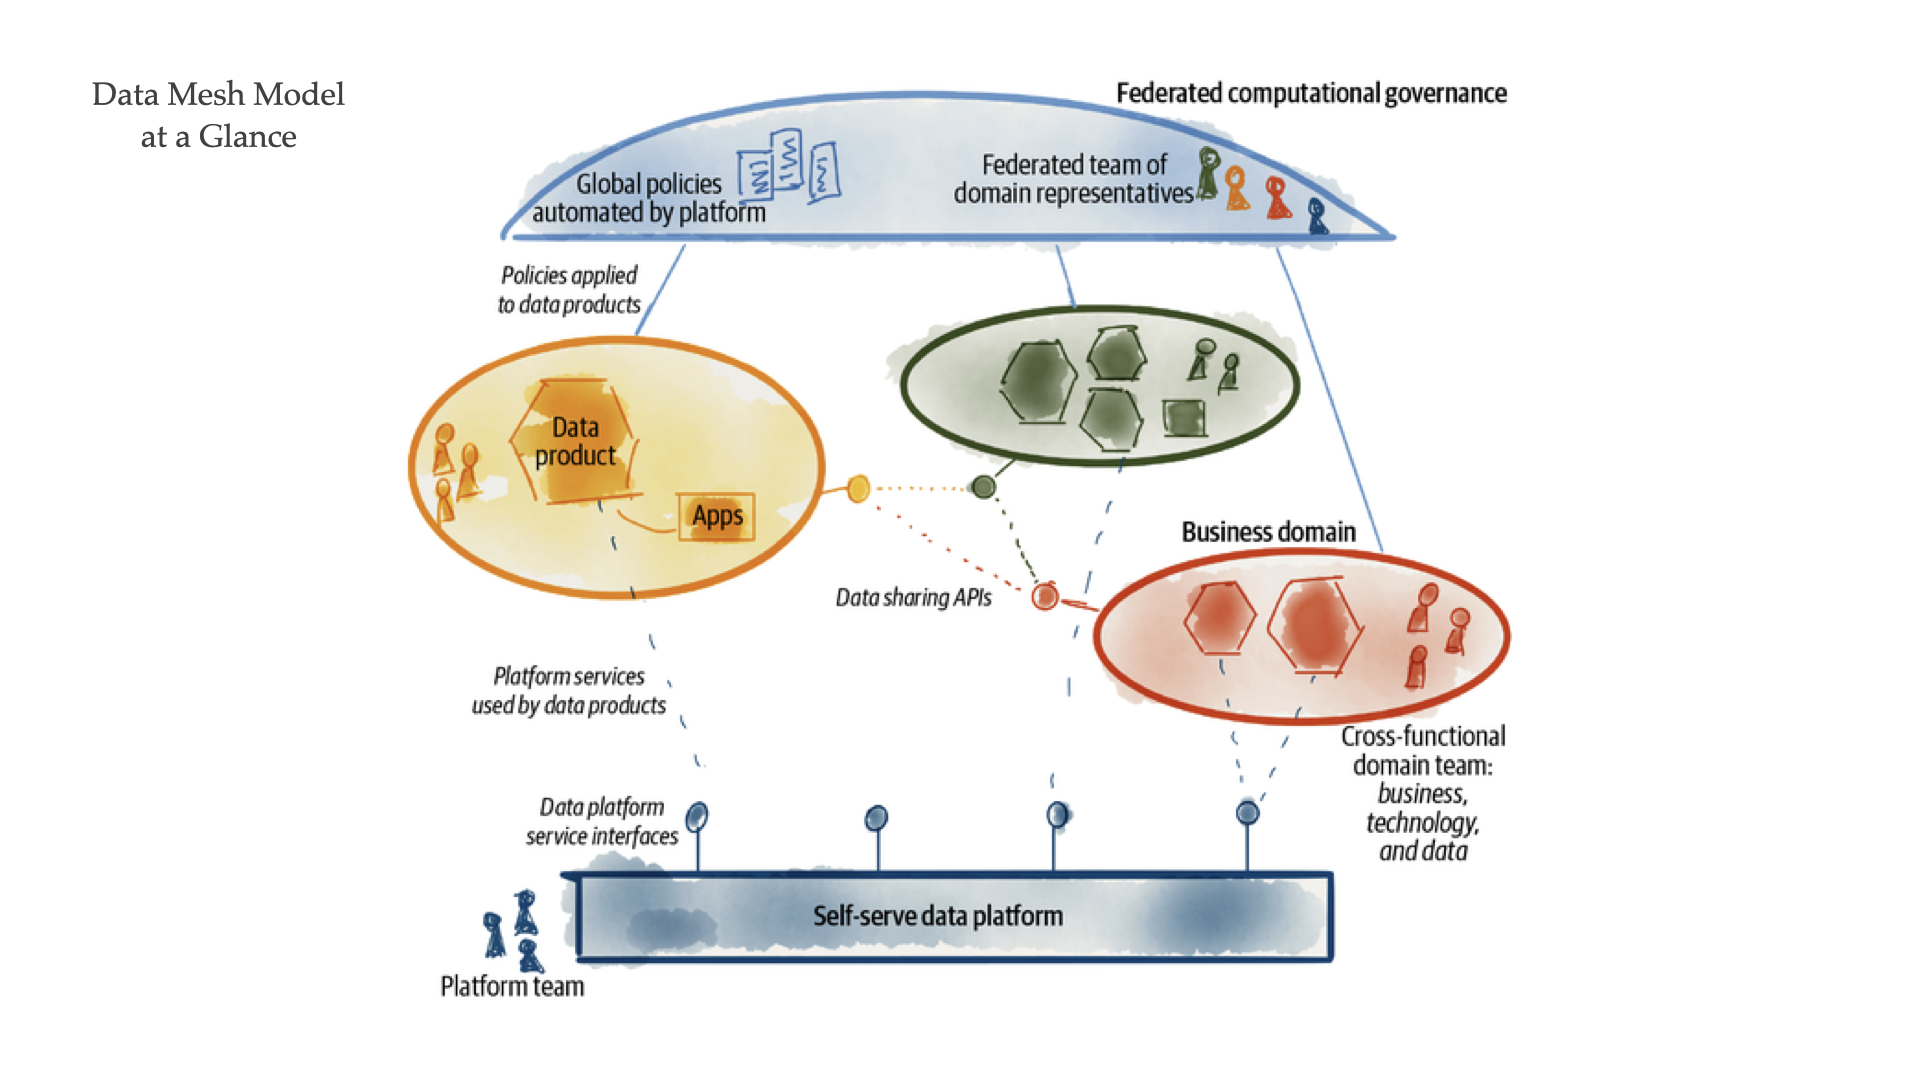 Data Mesh Model
at a Glance
Federated computational governance
Global policies
automated by platform
Federated team of
domain representatives
Policies applied
to data products
Data
product
Apps
Business domain
Data sharing APIs
Platform services
used by data products
Cross-functional
domain team:
business,
technology,
and data
Data platform
service interfaces
Self-serve data platform
Platform team